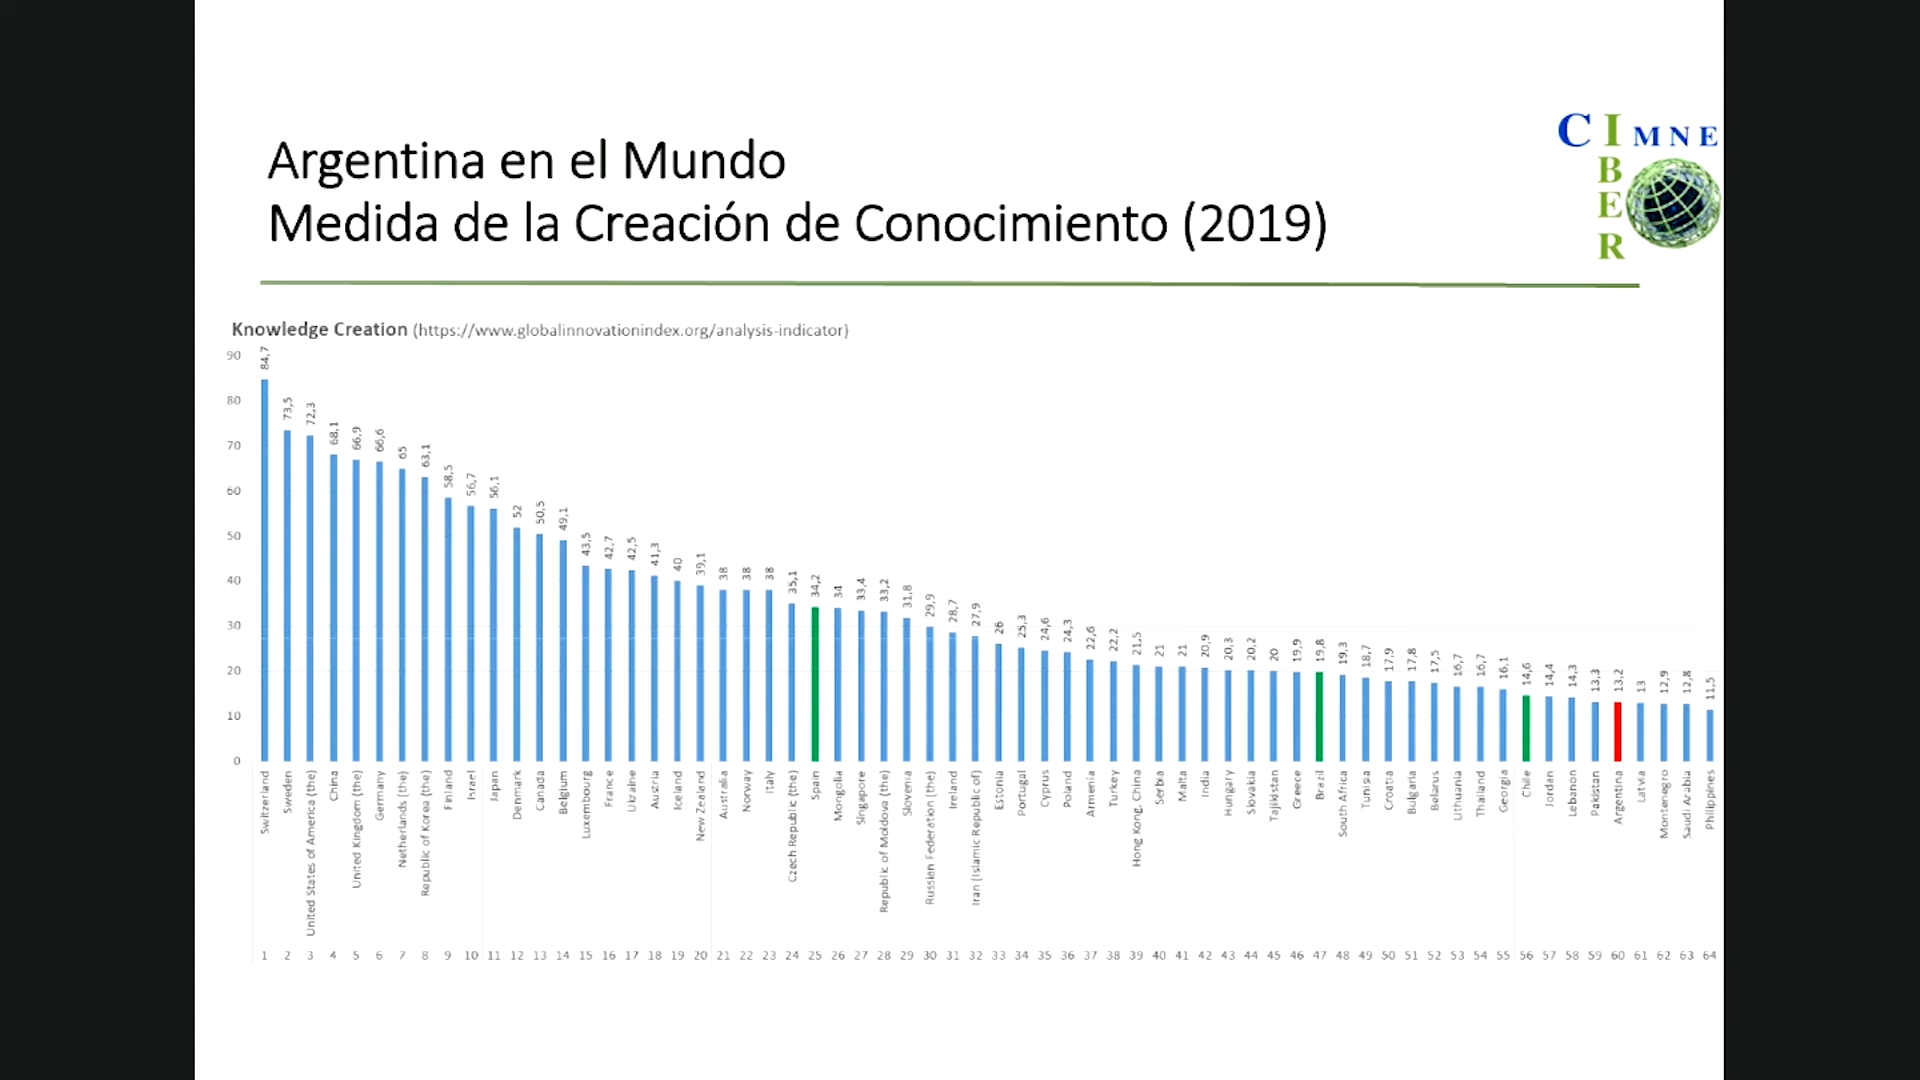 Argentina en el Mundo
Medida de la Creación de Conocimiento (2019)
C I M N E
B
E
R
Knowledge Creation (https://www.globalinnovationindex.org/analysis-indicator)
90
80
70
60
50
40
30
20
10
0
84,7 73,5 72,3 68,1 66,9 66,6 65 63,1 58,5 56,7 56,1 52 50,5 49,1 43,5 42,7 42,5 41,3 40 39,1 38 38 38 35,1 34,2 34 33,4 33,2 31,8 29,9 28,7 27,9 26 25,3 24,6 24,3 22,6 22,2 21,5 21 21 20,9 20,3 20,2 20 19,9 19,8 19,3 18,7 17,9 17,8 17,5 16,7 16,7 16,1 14,6 14,4 14,3 13,3 13,2 13 12,9 12,8 11,5
Switzerland
Sweden
United States of America (the)
China
United Kingdom (the)
Germany
Netherlands (the)
Republic of Korea (the)
Finland
Israel
Japan
Denmark
Canada
Belgium
Luxembourg
France
Ukraine
Austria
Iceland
New Zealand
Australia
Norway
Italy
Czech Republic (the)
Spain
Mongolia
Singapore
Republic of Moldova (the)
Slovenia
Russian Federation (the)
Ireland
Iran (Islamic Republic of)
Estonia
Portugal
Cyprus
Poland
Armenia
Turkey
Hong Kong, China
Serbia
Malta
India
Hungary
Slovakia
Tajikistan
Greece
Brazil
South Africa
Tunisia
Croatia
Bulgaria
Belarus
Lithuania
Thailand
Georgia
Chile
Jordan
Lebanon
Pakistan
Argentina
Latvia
Montenegro
Saudi Arabia
Philippines
1 2 3 4 5 6 7 8 9 10 11 12 13 14 15 16 17 18 19 20 21 22 23 24 25 26 27 28 29 30 31 32 33 34 35 36 37 38 39 40 41 42 43 44 45 46 47 48 49 50 51 52 53 54 55 56 57 58 59 60 61 62 63 64